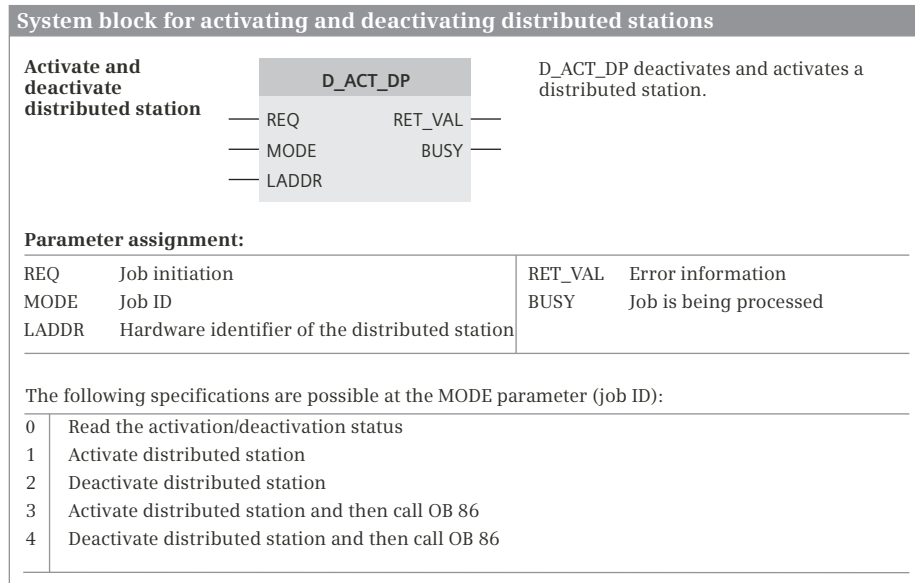 System block for activating and deactivating distributed stations
Activate and
deactivate
distributed station
D_ACT_DP
REQ RET_VAL
MODE BUSY
LADDR
D_ACT_DP deactivates and activates a
distributed station.
Parameter assignment:
REQ Job initiation RET_VAL Error information
MODE Job ID BUSY Job is being processed
LADDR Hardware identifier of the distributed station
The following specifications are possible at the MODE parameter (job ID):
0 Read the activation/deactivation status
1 Activate distributed station
2 Deactivate distributed station
3 Activate distributed station and then call OB 86
4 Deactivate distributed station and then call OB 86